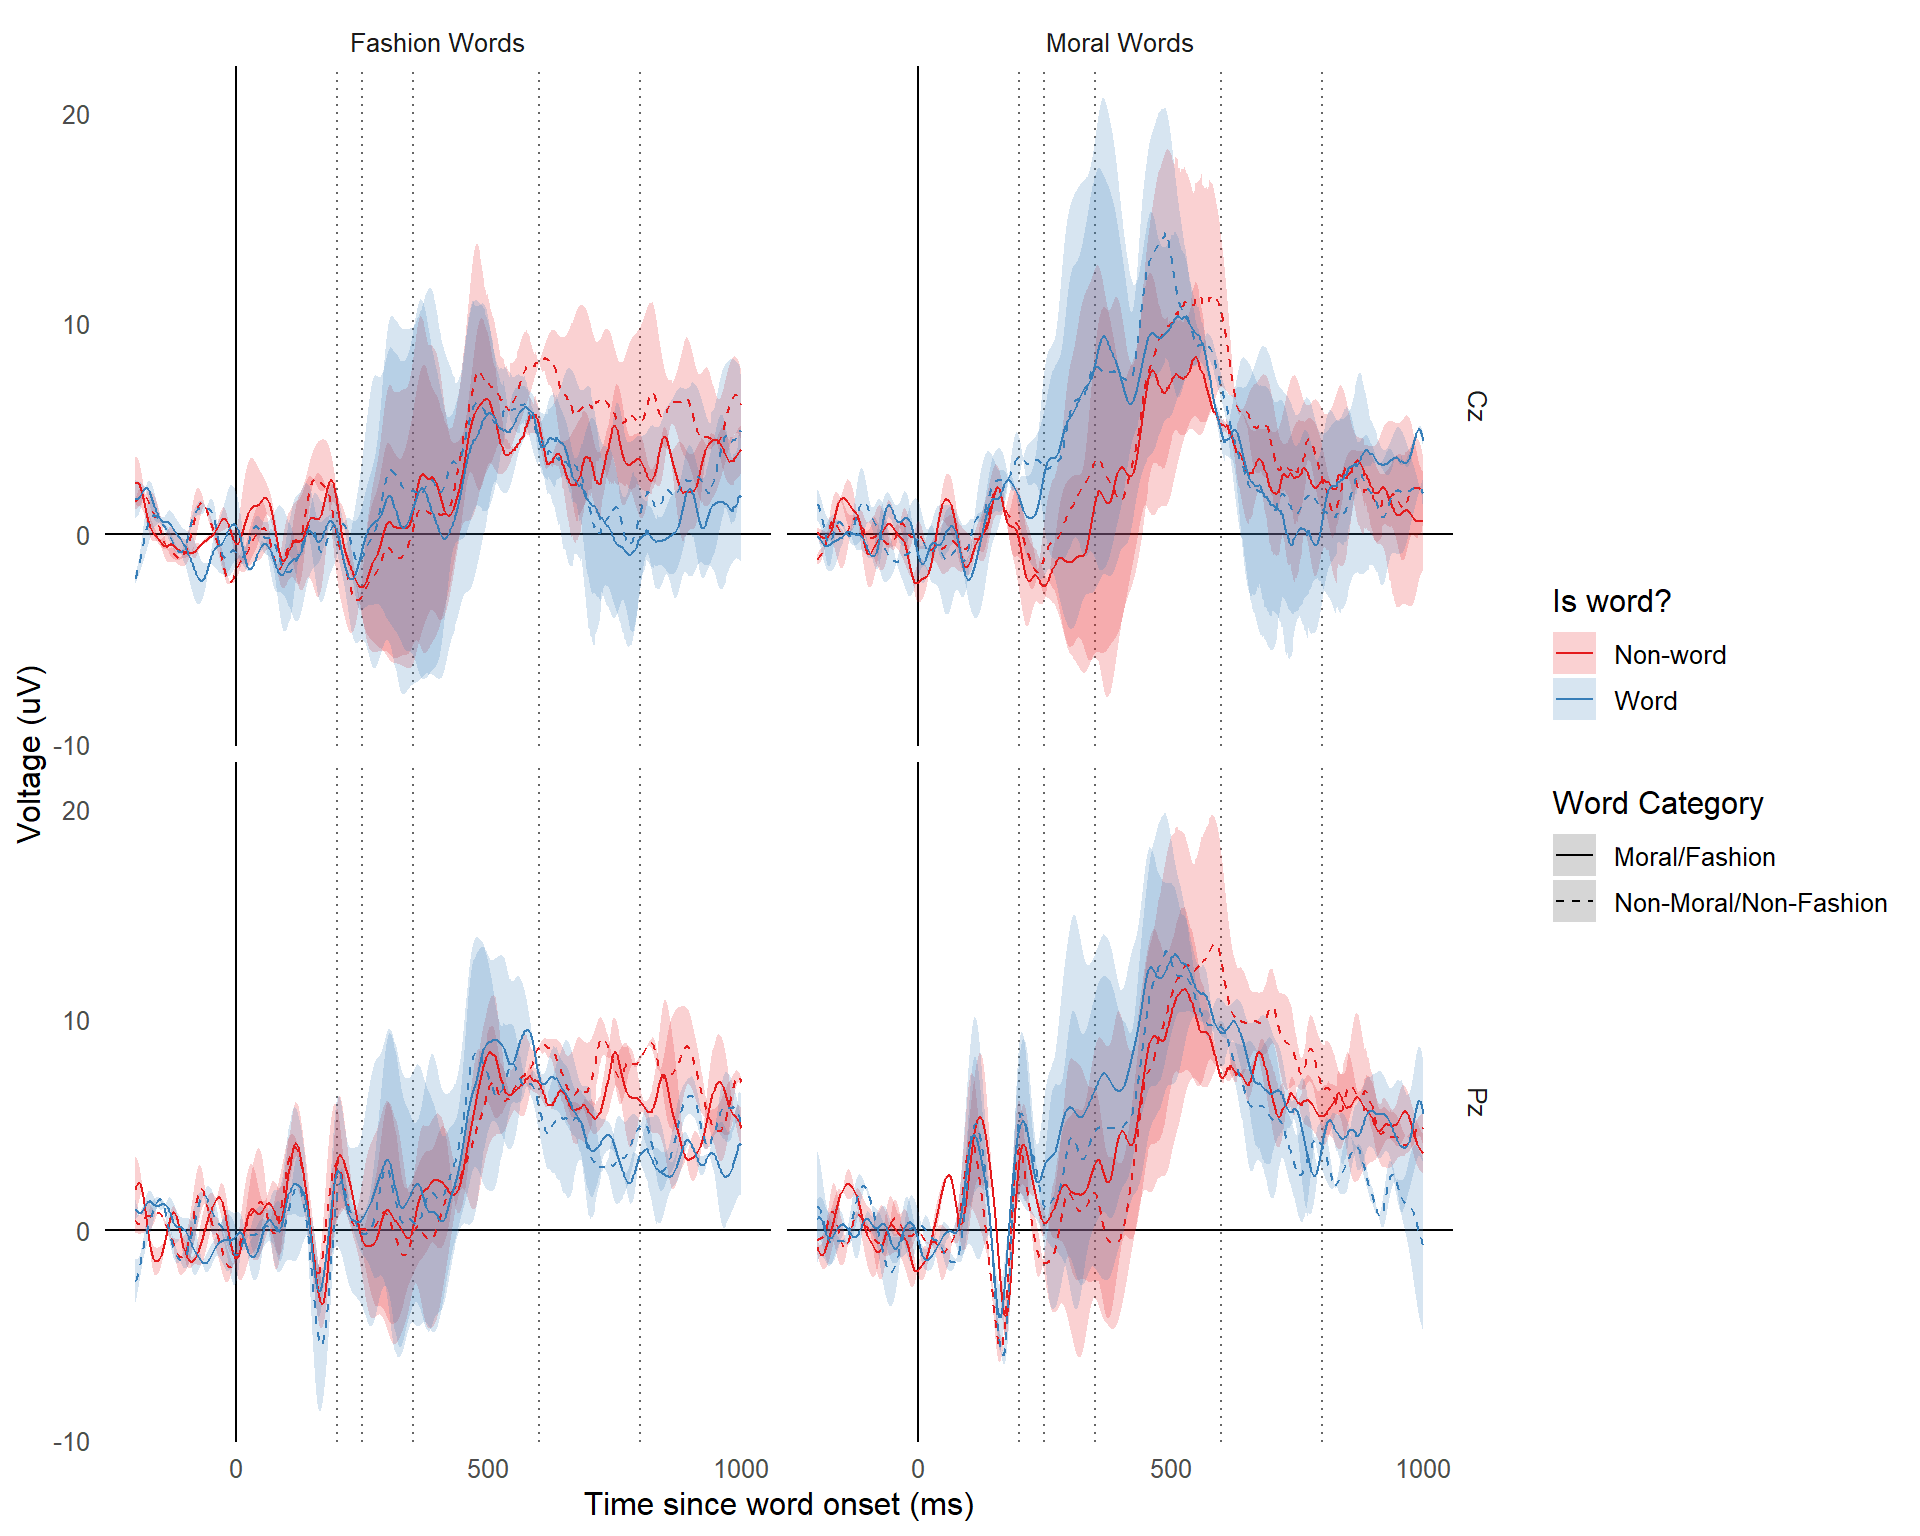 Fashion Words
Moral Words
20
10
0
-10
Cz
20
10
0
-10
Pz
Voltage (uV)
0
500
1000
0
500
1000
Time since word onset (ms)
Is word?
Non-word
Word
Word Category
Moral/Fashion
Non-Moral/Non-Fashion